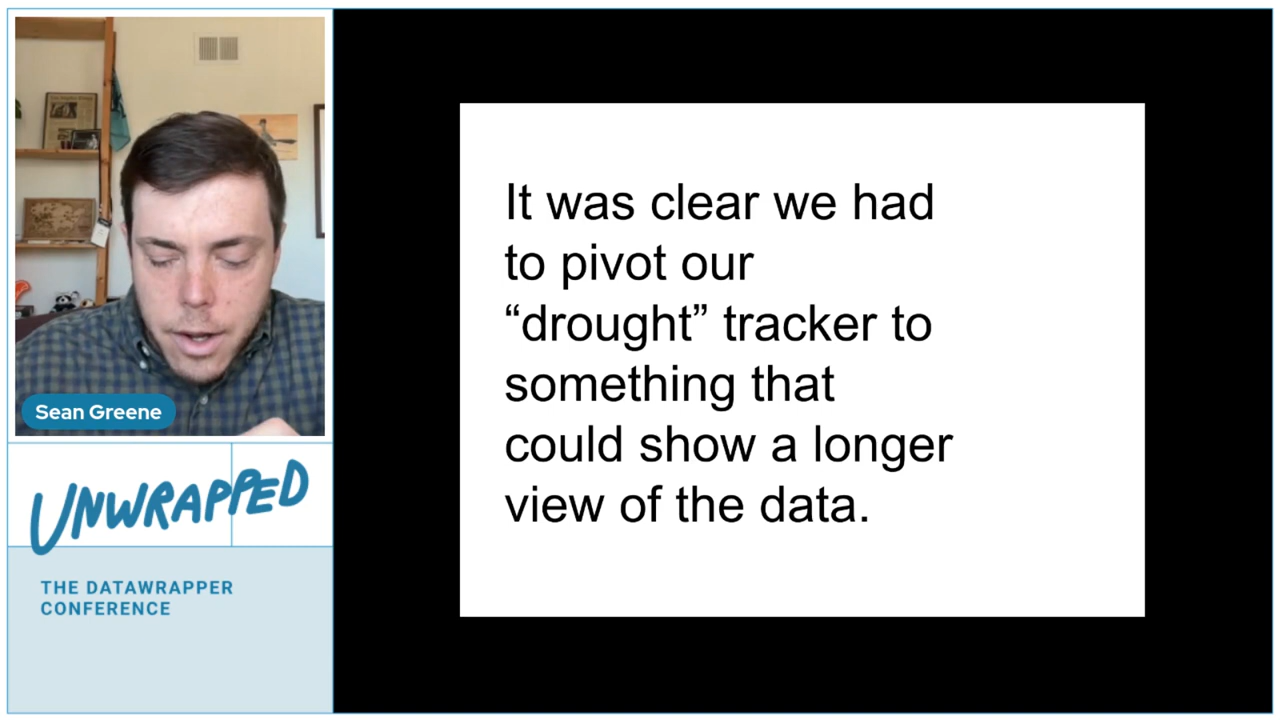 Sean Greene
UNWRAPPED
THE DATAWRAPPER
CONFERENCE
It was clear we had
to pivot our
“drought” tracker to
something that
could show a longer
view of the data.